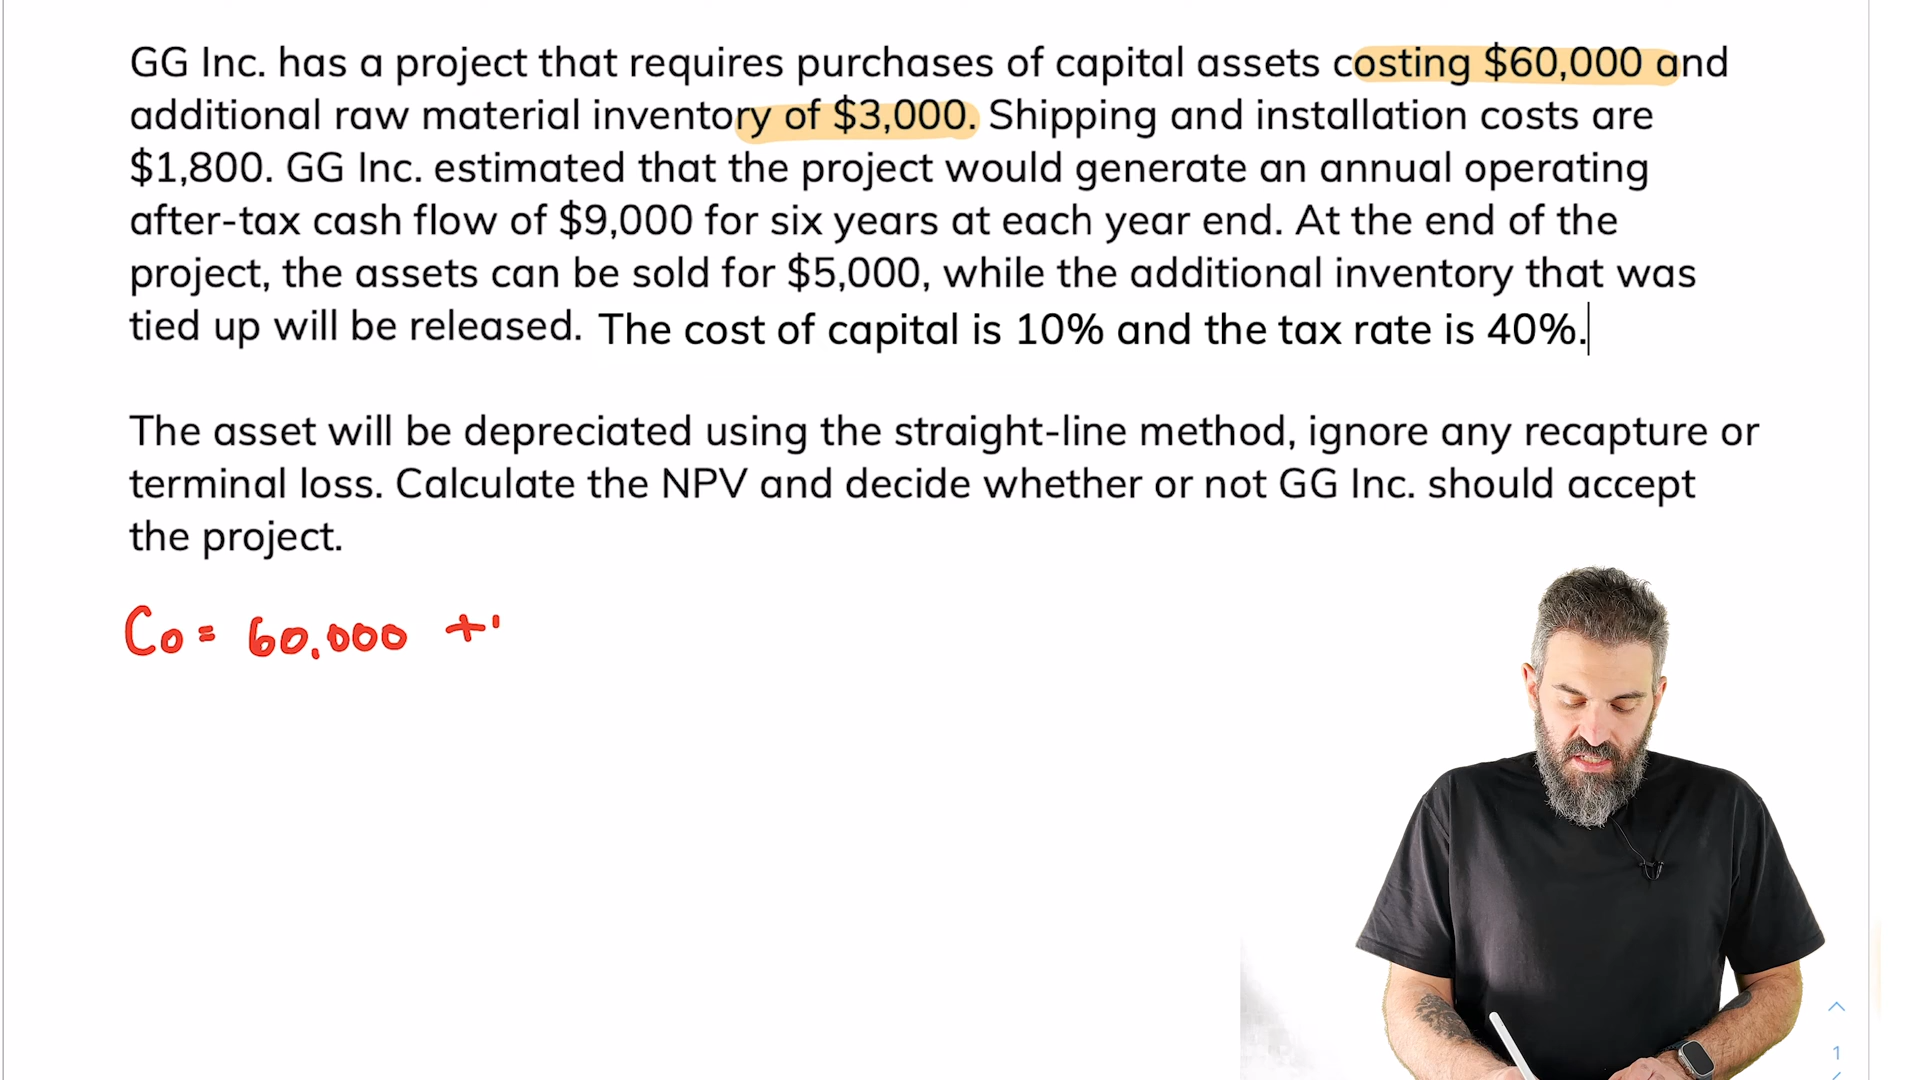 GG Inc. has a project that requires purchases of capital assets costing $60,000 and
additional raw material inventory of $3,000. Shipping and installation costs are
$1,800. GG Inc. estimated that the project would generate an annual operating
after-tax cash flow of $9,000 for six years at each year end. At the end of the
project, the assets can be sold for $5,000, while the additional inventory that was
tied up will be released. The cost of capital is 10% and the tax rate is 40%.
The asset will be depreciated using the straight-line method, ignore any recapture or
terminal loss. Calculate the NPV and decide whether or not GG Inc. should accept
the project.
Co = 60,000 +
1